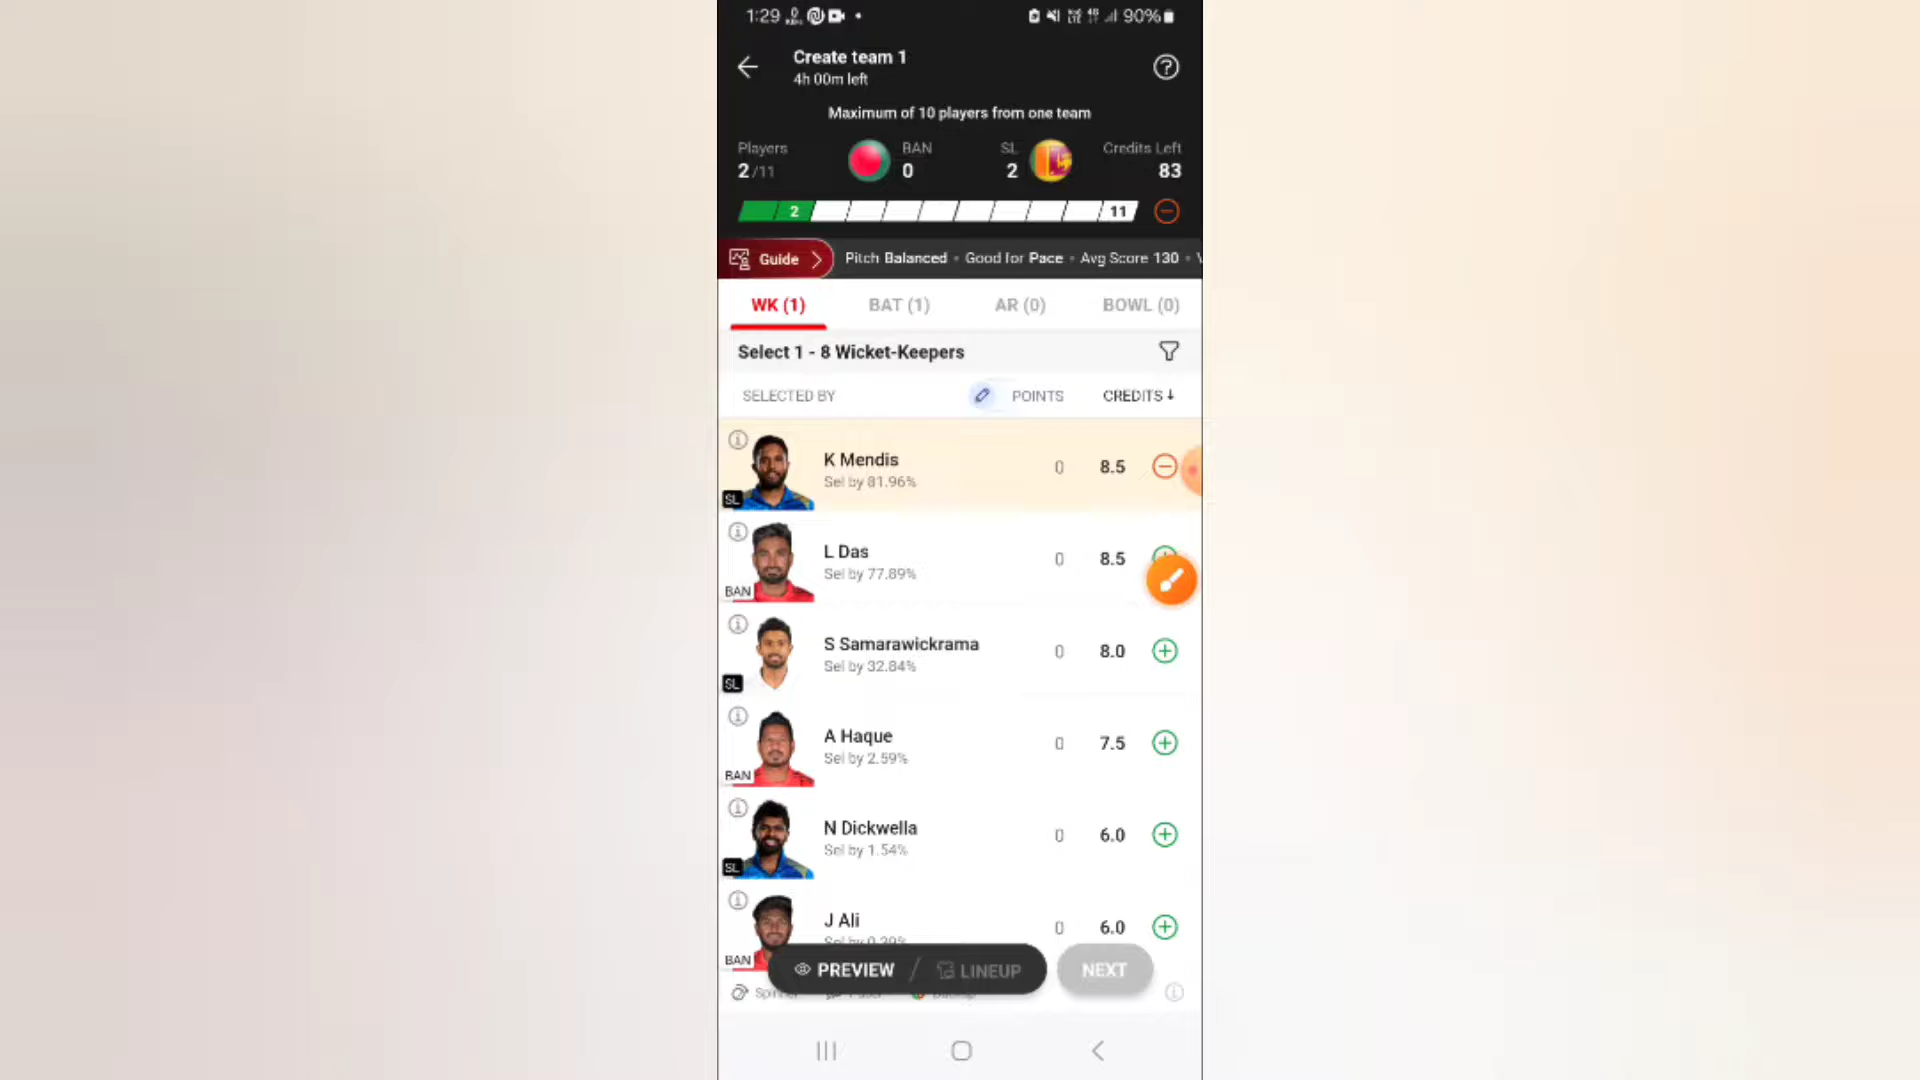 1:29 90%
Create team 1
4h 00m left
Maximum of 10 players from one team
Players BAN SL Credits Left
2/11 0 2 83
2 11
Guide Pitch Balanced • Good for Pace • Avg Score 130
WK (1) BAT (1) AR (0) BOWL (0)
Select 1 - 8 Wicket-Keepers
SELECTED BY POINTS CREDITS ↓
K Mendis 0 8.5
Sel by 81.96%
SL
L Das 0 8.5
Sel by 77.89%
BAN
S Samarawickrama 0 8.0
Sel by 32.84%
SL
A Haque 0 7.5
Sel by 2.59%
BAN
N Dickwella 0 6.0
Sel by 1.54%
SL
J Ali 0 6.0
BAN
PREVIEW / LINEUP NEXT